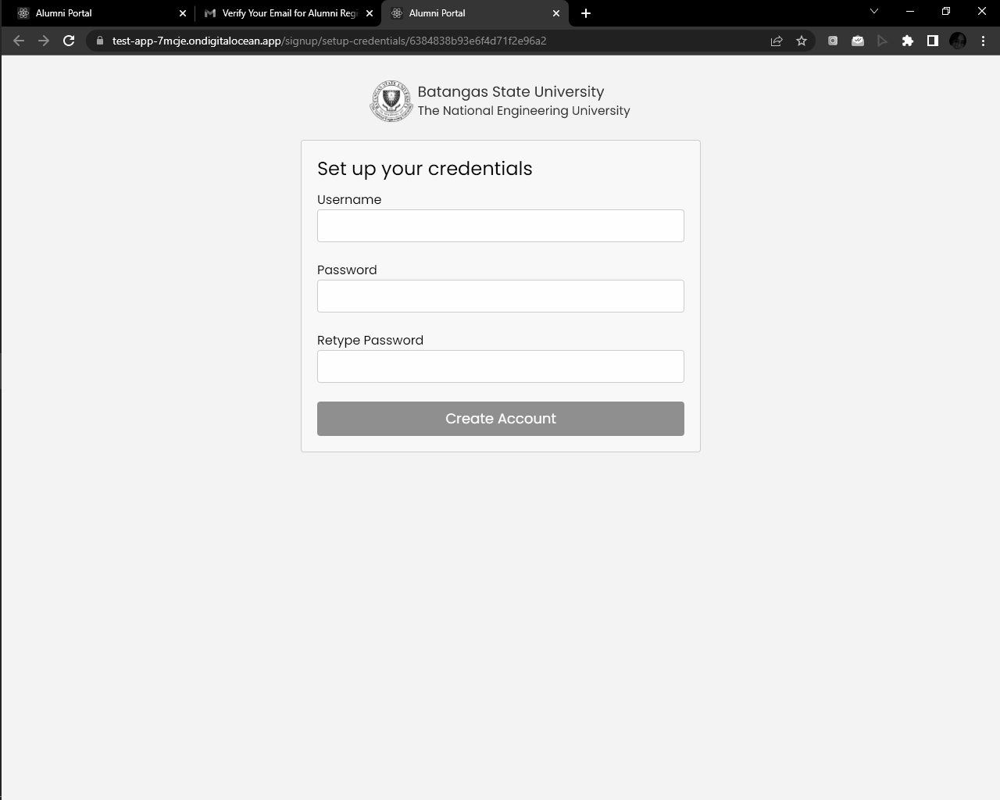 Alumni Portal
Verify Your Email for Alumni Regi
Alumni Portal
test-app-7mcje.ondigitalocean.app/signup/setup-credentials/6384838b93e6f4d71f2e96a2
Batangas State University
The National Engineering University
Set up your credentials
Username
Password
Retype Password
Create Account